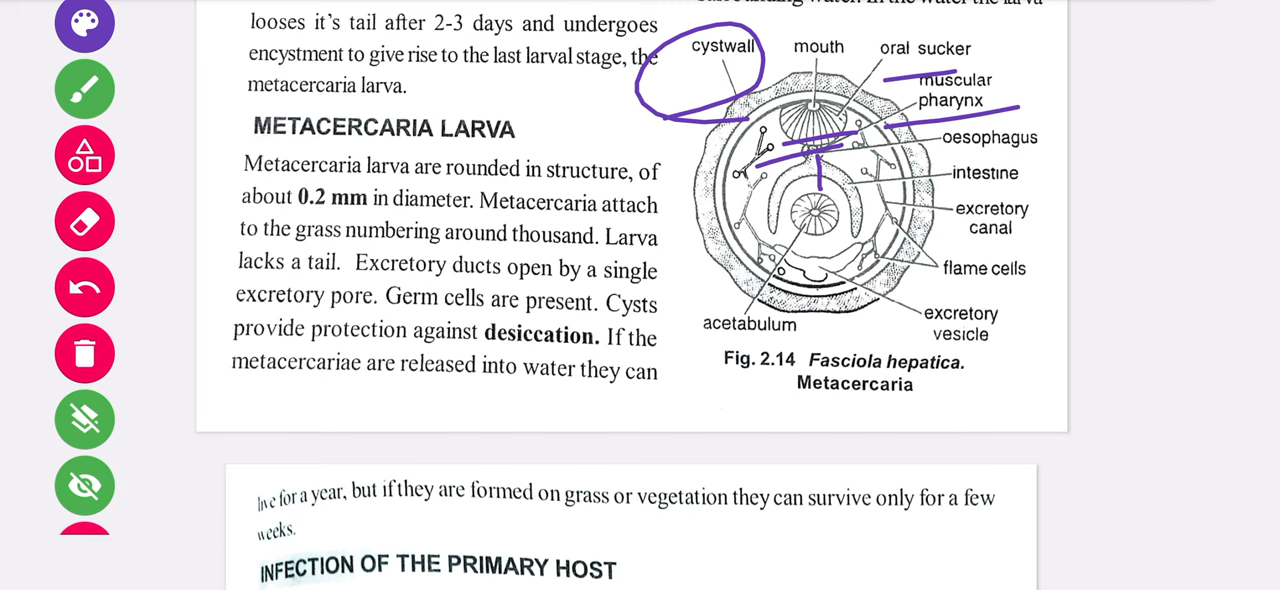 looses it's tail after 2-3 days and undergoes
encystment to give rise to the last larval stage, the
metacercaria larva.
METACERCARIA LARVA
Metacercaria larva are rounded in structure, of
about 0.2 mm in diameter. Metacercaria attach
to the grass numbering around thousand. Larva
lacks a tail. Excretory ducts open by a single
excretory pore. Germ cells are present. Cysts
provide protection against desiccation. If the
metacercariae are released into water they can
cystwall
mouth
oral sucker
muscular
pharynx
oesophagus
intestine
excretory
canal
flame cells
excretory
vesicle
acetabulum
Fig. 2.14 Fasciola hepatica.
Metacercaria
live for a year, but if they are formed on grass or vegetation they can survive only for a few
weeks.
INFECTION OF THE PRIMARY HOST